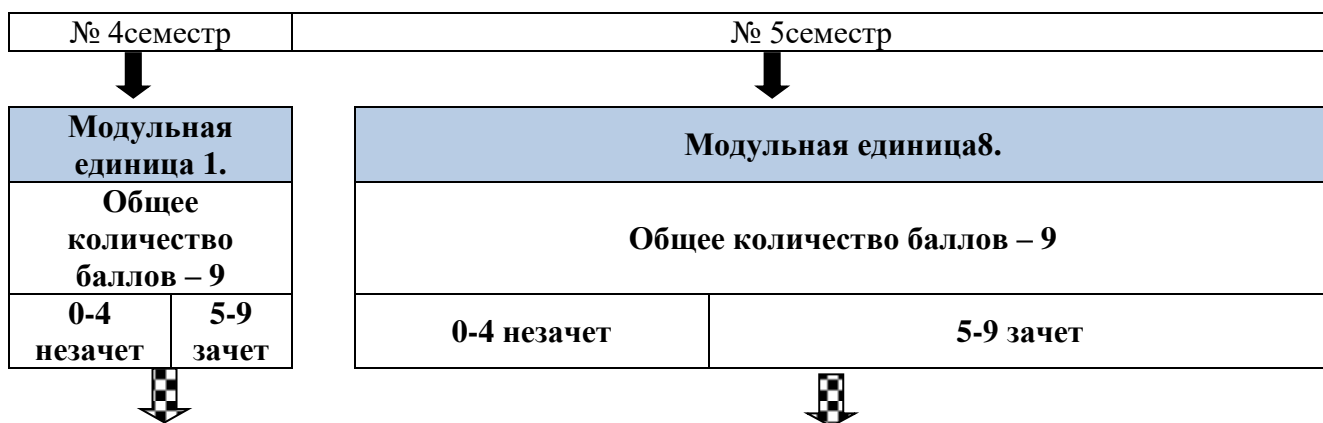 № 4семестр
№ 5семестр
Модульная
единица 1.
Модульная единица8.
Общее
количество
баллов – 9
Общее количество баллов – 9
0-4
незачет
5-9
зачет
0-4 незачет
5-9 зачет